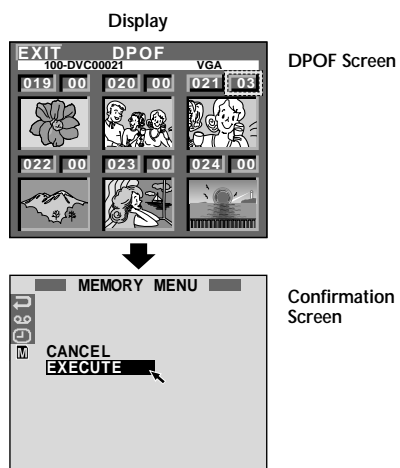 Display
EXIT DPOF
100-DVC00021 VGA
019 00 020 00 021 03
022 00 023 00 024 00
DPOF Screen
MEMORY MENU
M CANCEL
EXECUTE
Confirmation
Screen